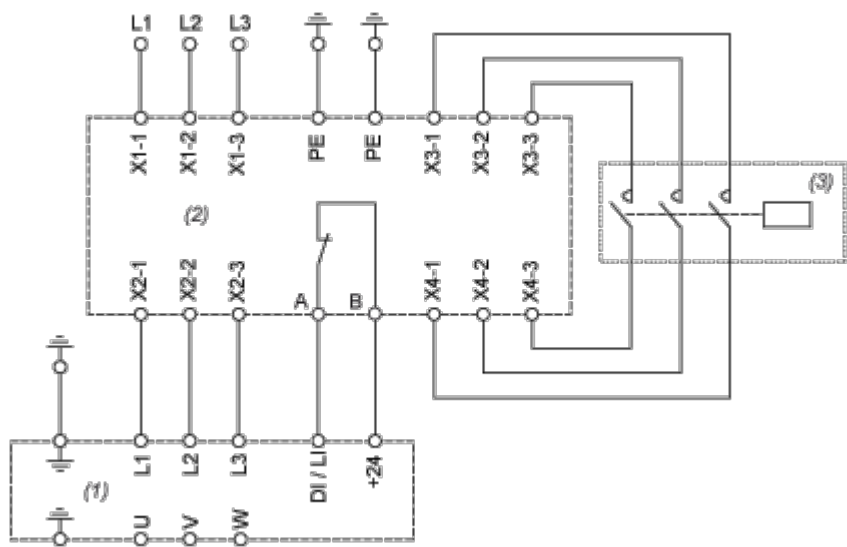 L1 L2 L3
X1-1 X1-2 X1-3 PE PE X3-1 X3-2 X3-3
(3)
(2)
X2-1 X2-2 X2-3 A B X4-1 X4-2 X4-3
L1 L2 L3 DI / LI +24
(1)
U V W